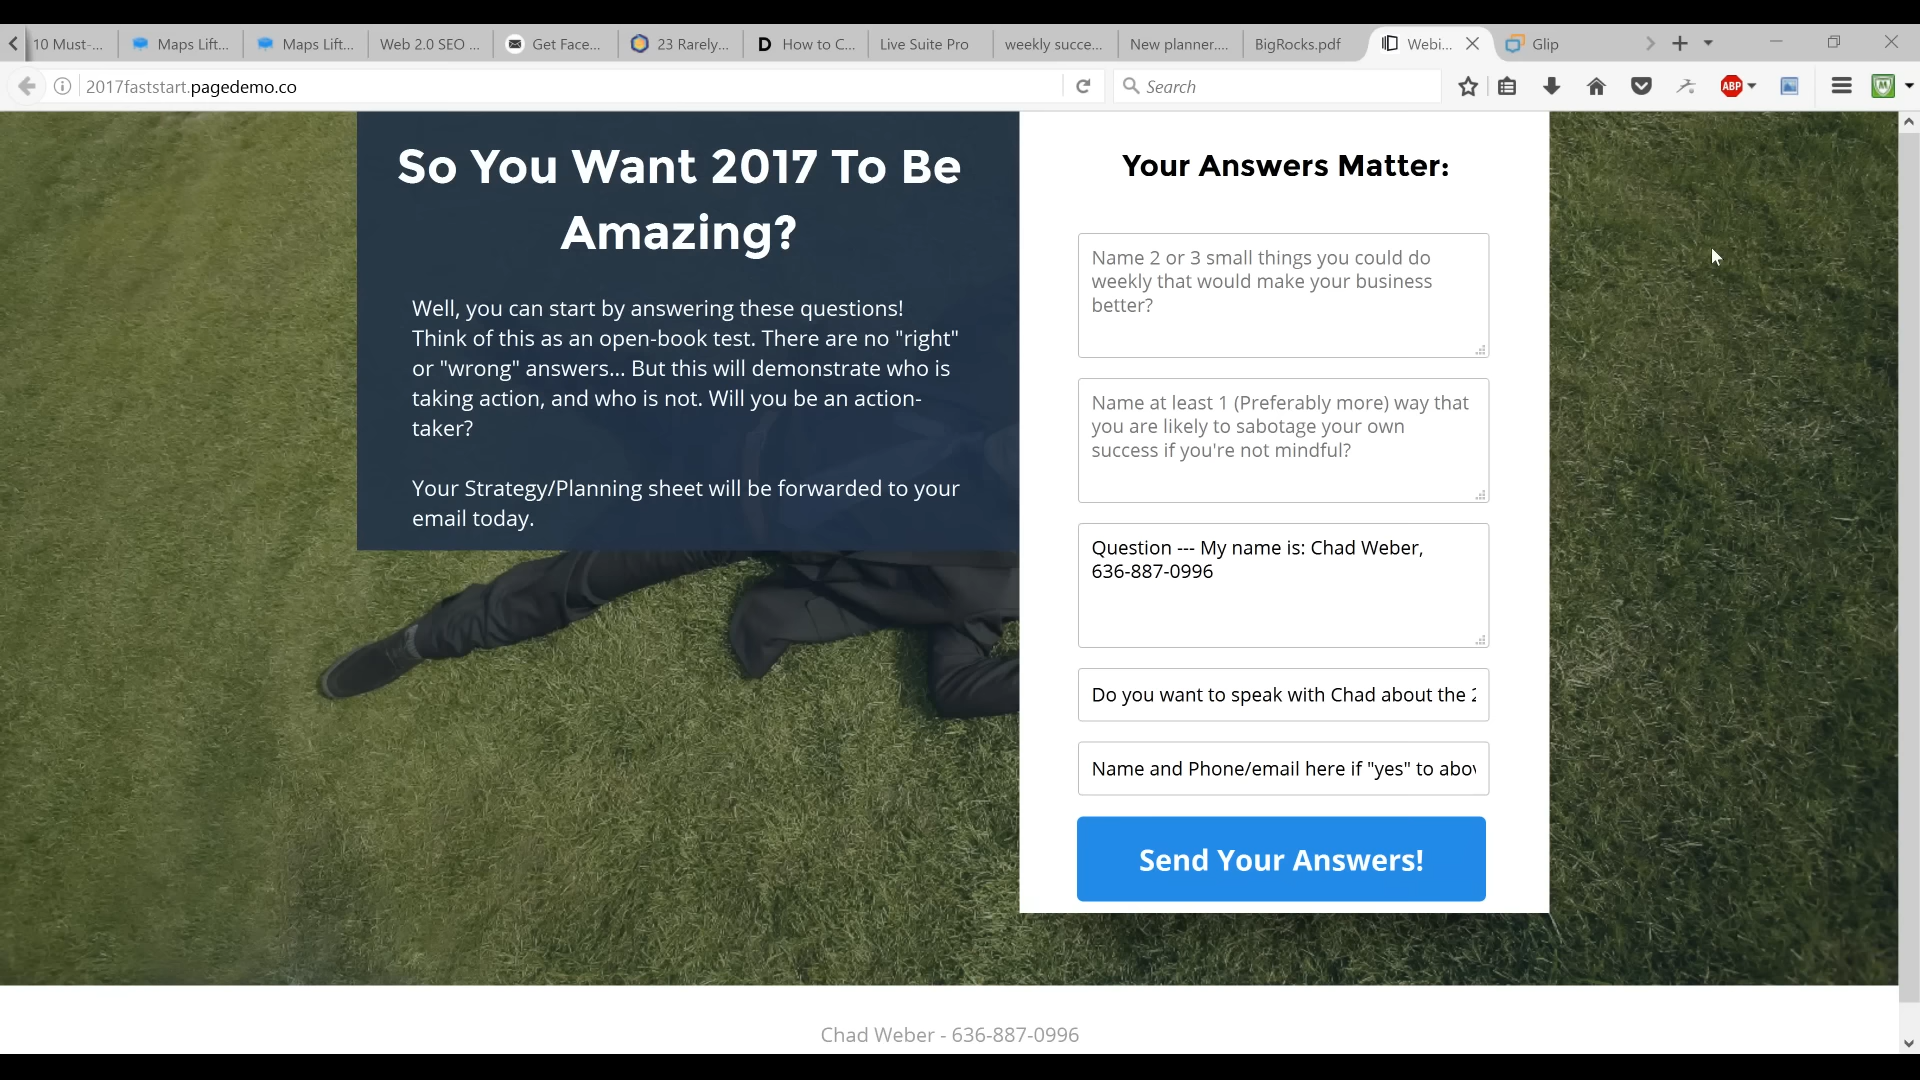 10 Must-...
Maps Lift...
Maps Lift...
Web 2.0 SEO ...
Get Face...
23 Rarely...
D
How to C...
Live Suite Pro
weekly succe...
New planner....
BigRocks.pdf
Webi...
Glip
2017faststart.pagedemo.co
Search
ABP
So You Want 2017 To Be
Amazing?
Well, you can start by answering these questions!
Think of this as an open-book test. There are no "right"
or "wrong" answers... But this will demonstrate who is
taking action, and who is not. Will you be an action-
taker?
Your Strategy/Planning sheet will be forwarded to your
email today.
Your Answers Matter:
Name 2 or 3 small things you could do
weekly that would make your business
better?
Name at least 1 (Preferably more) way that
you are likely to sabotage your own
success if you're not mindful?
Question --- My name is: Chad Weber,
636-887-0996
Do you want to speak with Chad about the
Name and Phone/email here if "yes" to
Send Your Answers!
Chad Weber - 636-887-0996